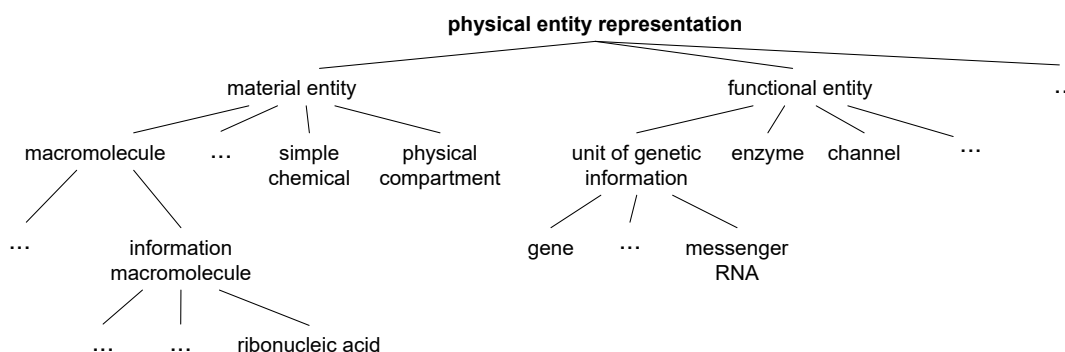 physical entity representation
material entity
functional entity
...
macromolecule
...
simple
chemical
physical
compartment
unit of genetic
information
enzyme
channel
...
...
information
macromolecule
gene
...
messenger
RNA
...
...
ribonucleic acid